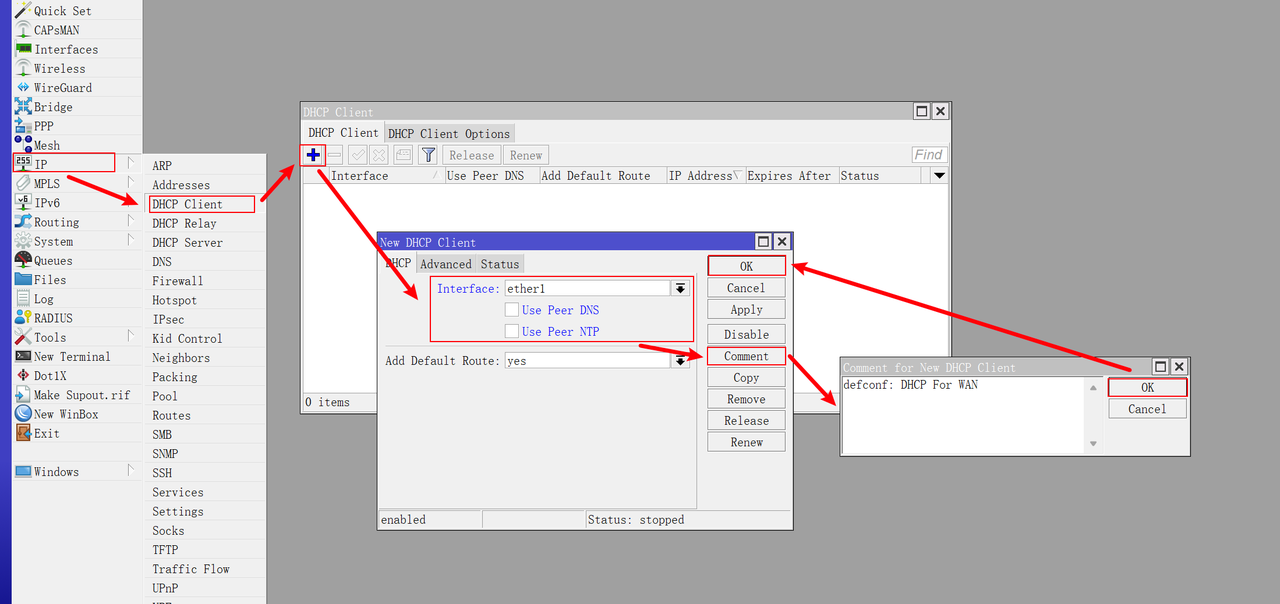 Quick Set
CAPsMAN
Interfaces
Wireless
WireGuard
Bridge
PPP
Mesh
IP
MPLS
IPv6
Routing
System
Queues
Files
Log
RADIUS
Tools
New Terminal
Dot1X
Make Supout.rif
New WinBox
Exit
Windows
ARP
Addresses
DHCP Client
DHCP Relay
DHCP Server
DNS
Firewall
Hotspot
IPsec
Kid Control
Neighbors
Packing
Pool
Routes
SMB
SNMP
SSH
Services
Settings
Socks
TFTP
Traffic Flow
UPnP
DHCP Client
DHCP Client DHCP Client Options
Release Renew Find
Interface Use Peer DNS Add Default Route IP Address Expires After Status
0 items
New DHCP Client
DHCP Advanced Status
Interface: ether1
Use Peer DNS
Use Peer NTP
Add Default Route: yes
OK
Cancel
Apply
Disable
Comment
Copy
Remove
Release
Renew
enabled Status: stopped
Comment for New DHCP Client
defconf: DHCP For WAN
OK
Cancel